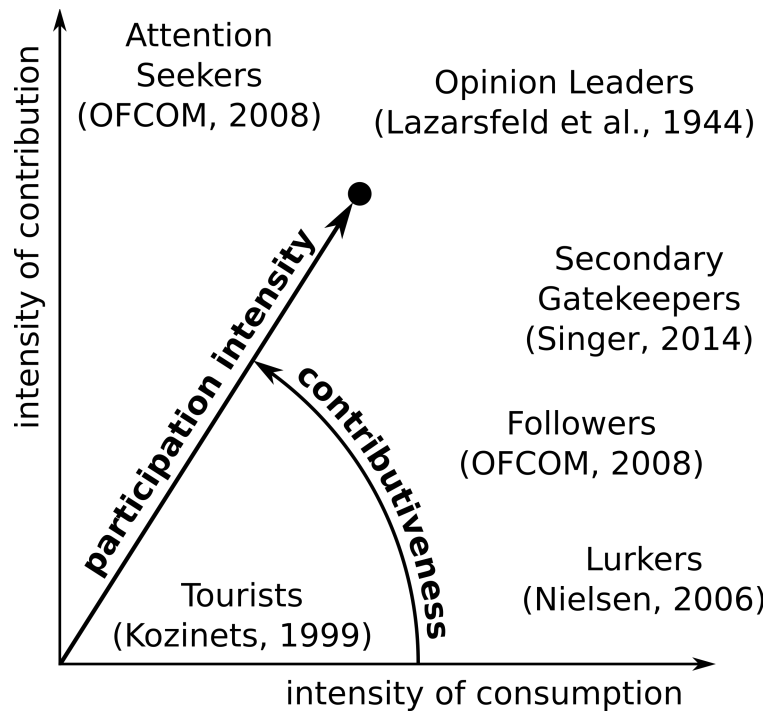 Attention
Seekers
(OFCOM, 2008)
Opinion Leaders
(Lazarsfeld et al., 1944)
intensity of contribution
participation intensity
Secondary
Gatekeepers
(Singer, 2014)
contributiveness
Followers
(OFCOM, 2008)
Lurkers
(Nielsen, 2006)
Tourists
(Kozinets, 1999)
intensity of consumption